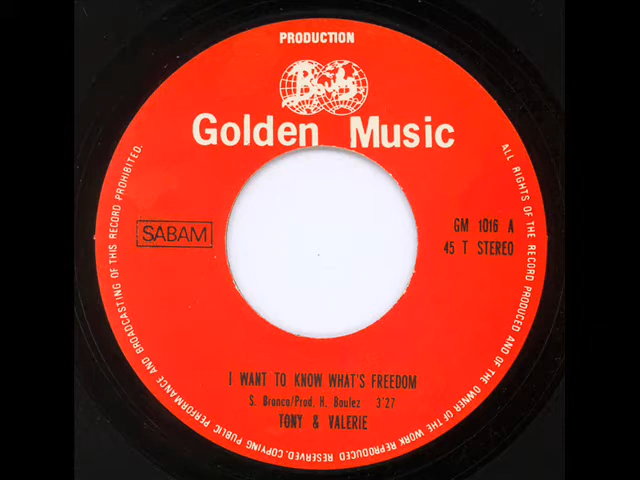 PRODUCTION
Golden Music
SABAM
GM 1016 A
45 T STEREO
I WANT TO KNOW WHAT'S FREEDOM
S. Branca/Prod. H. Boulez 3'27
TONY & VALERIE
ALL RIGHTS OF THE RECORD PRODUCED AND OF THE OWNER OF THE WORK REPRODUCED RESERVED. COPYING PUBLIC PERFORMANCE AND BROADCASTING OF THIS RECORD PROHIBITED.